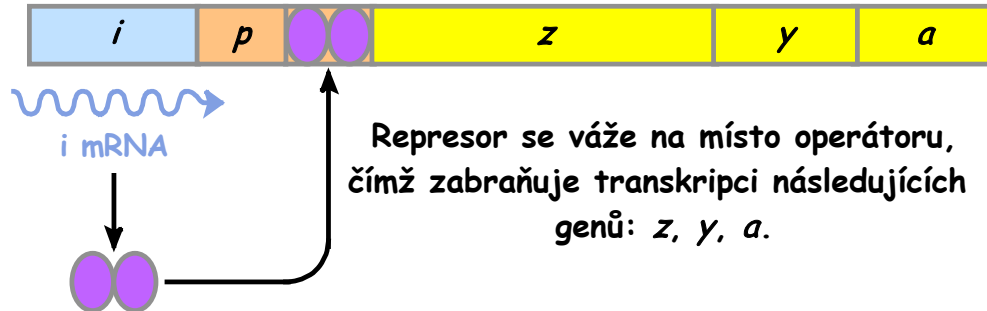 i p z y a
i mRNA
Represor se váže na místo operátoru,
čímž zabraňuje transkripci následujících
genů: z, y, a.